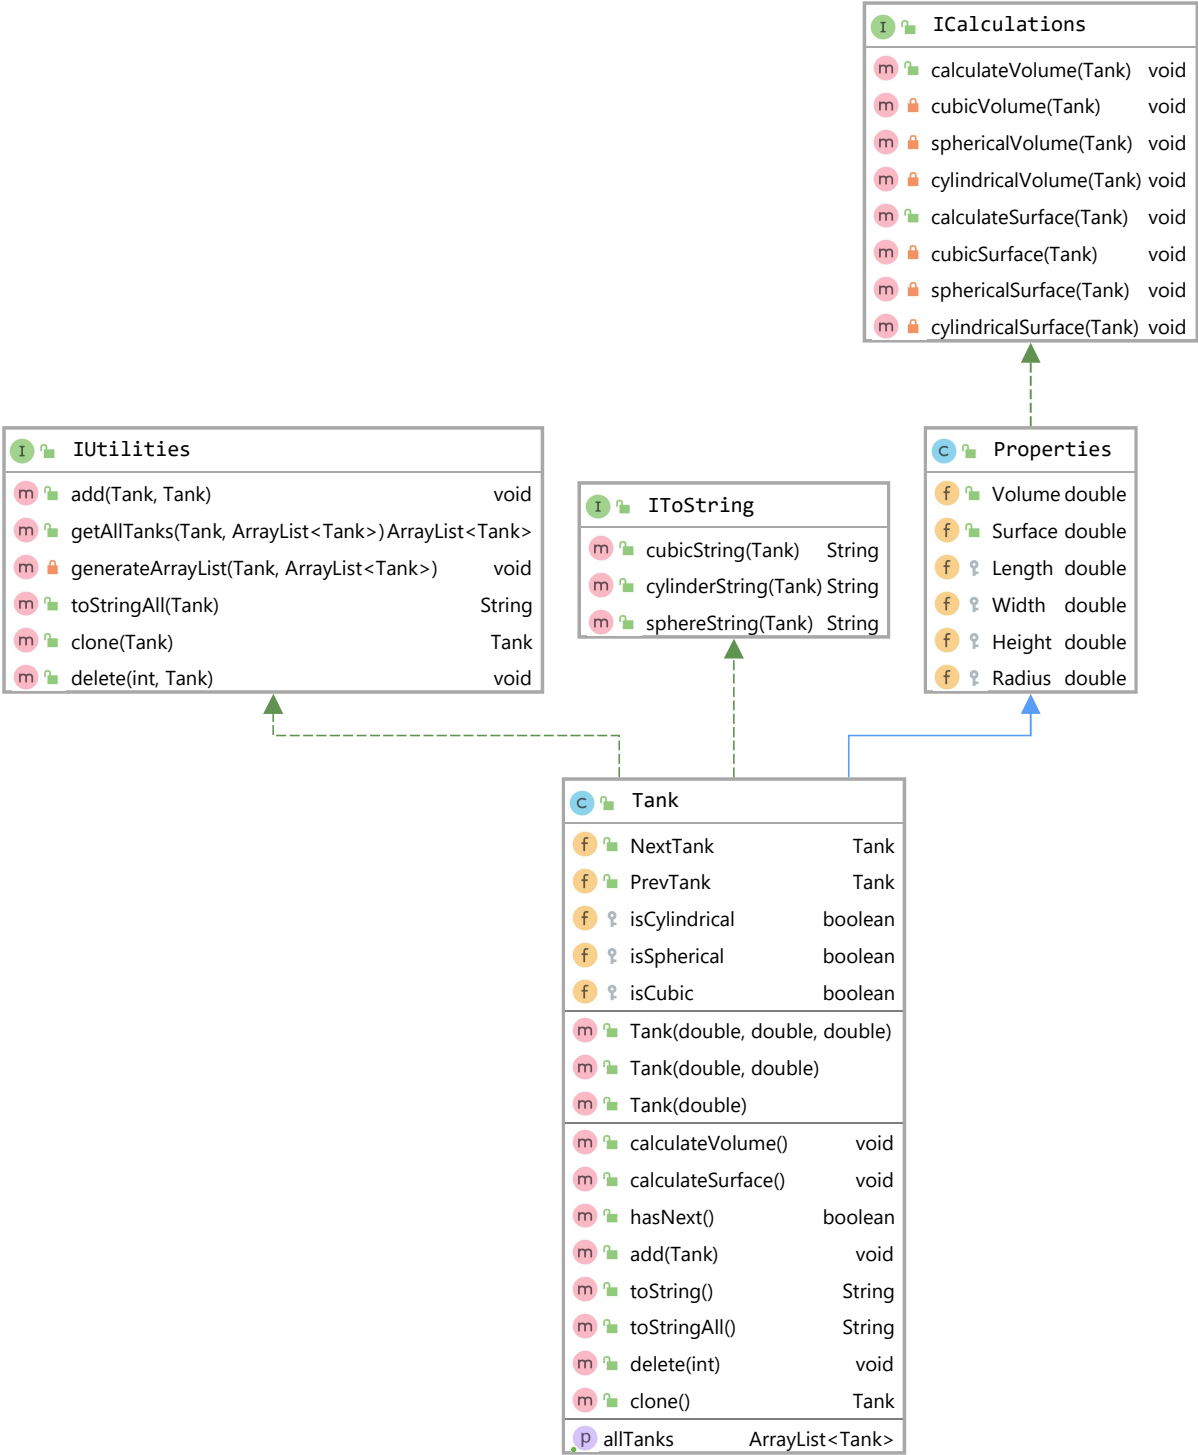 I ICalculations
m calculateVolume(Tank) void
m cubicVolume(Tank) void
m sphericalVolume(Tank) void
m cylindricalVolume(Tank) void
m calculateSurface(Tank) void
m cubicSurface(Tank) void
m sphericalSurface(Tank) void
m cylindricalSurface(Tank) void
I IUtilities
m add(Tank, Tank) void
m getAllTanks(Tank, ArrayList<Tank>) ArrayList<Tank>
m generateArrayList(Tank, ArrayList<Tank>) void
m toStringAll(Tank) String
m clone(Tank) Tank
m delete(int, Tank) void
I IToString
m cubicString(Tank) String
m cylinderString(Tank) String
m sphereString(Tank) String
C Properties
f Volume double
f Surface double
f Length double
f Width double
f Height double
f Radius double
C Tank
f NextTank Tank
f PrevTank Tank
f isCylindrical boolean
f isSpherical boolean
f isCubic boolean
m Tank(double, double, double)
m Tank(double, double)
m Tank(double)
m calculateVolume() void
m calculateSurface() void
m hasNext() boolean
m add(Tank) void
m toString() String
m toStringAll() String
m delete(int) void
m clone() Tank
p allTanks ArrayList<Tank>